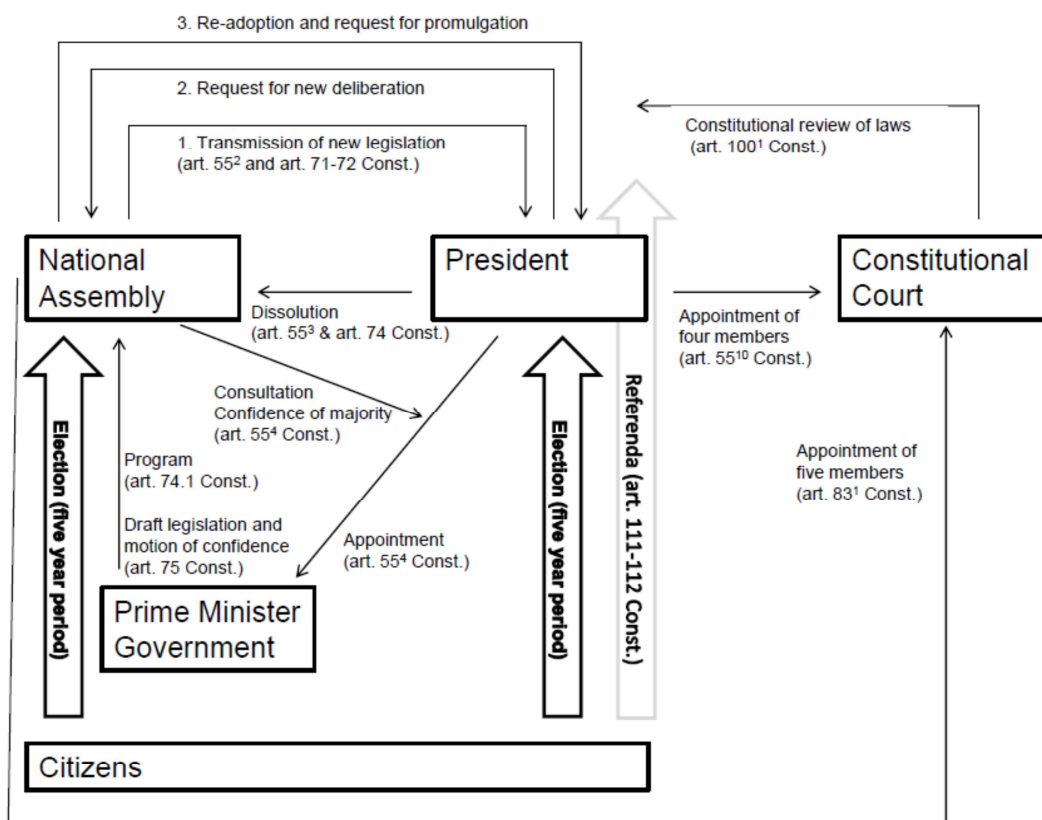 3. Re-adoption and request for promulgation
2. Request for new deliberation
1. Transmission of new legislation
(art. 55² and art. 71-72 Const.)
Constitutional review of laws
(art. 100¹ Const.)
National
Assembly
President
Constitutional
Court
Dissolution
(art. 55³ & art. 74 Const.)
Appointment of
four members
(art. 55¹⁰ Const.)
Consultation
Confidence of majority
(art. 55⁴ Const.)
Election (five year period)
Program
(art. 74.1 Const.)
Draft legislation and
motion of confidence
(art. 75 Const.)
Appointment
(art. 55⁴ Const.)
Election (five year period)
Referenda (art. 111-112 Const.)
Appointment of
five members
(art. 83¹ Const.)
Prime Minister
Government
Citizens